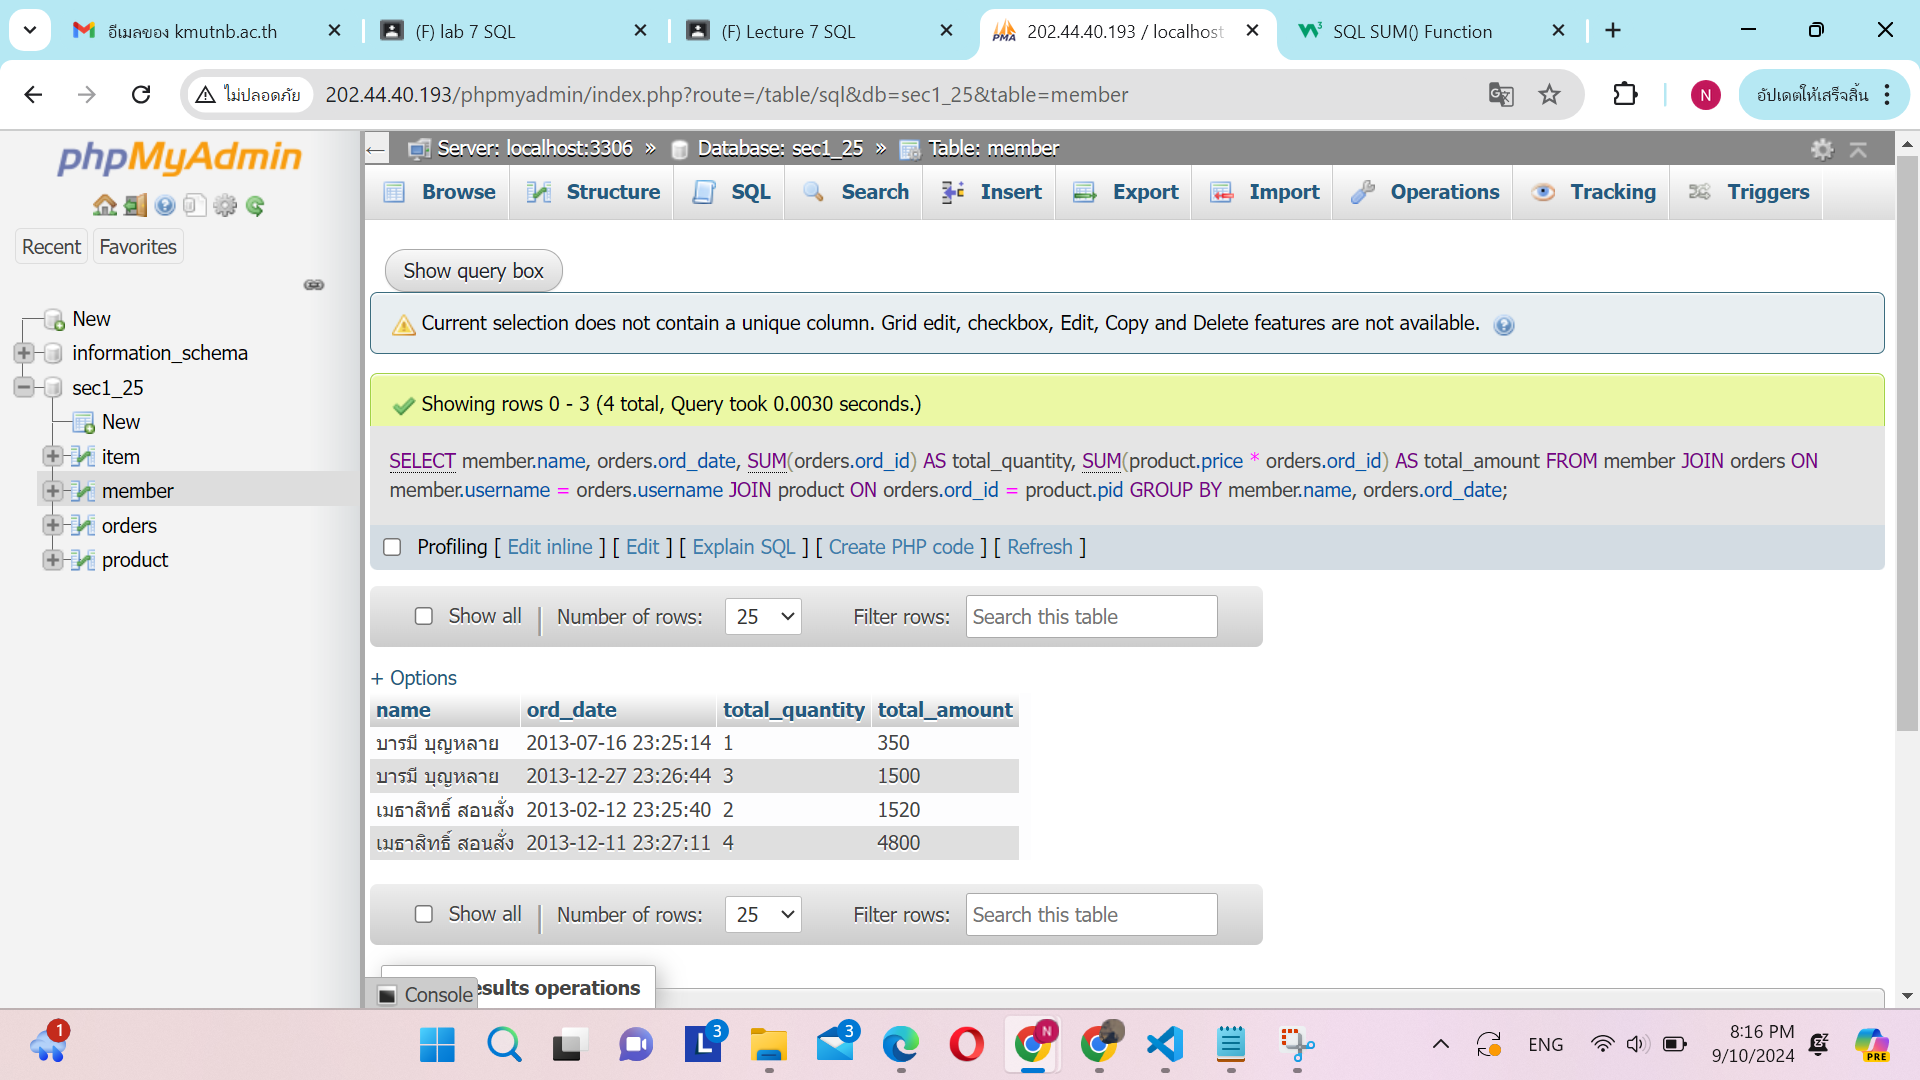 อีเมลของ kmutnb.ac.th
(F) lab 7 SQL
(F) Lecture 7 SQL
202.44.40.193 / localhost
SQL SUM() Function
ไม่ปลอดภัย
202.44.40.193/phpmyadmin/index.php?route=/table/sql&db=sec1_25&table=member
N
อัปเดตให้เสร็จสิ้น
phpMyAdmin
Recent
Favorites
New
information_schema
sec1_25
New
item
member
orders
product
Server: localhost:3306 » Database: sec1_25 » Table: member
Browse
Structure
SQL
Search
Insert
Export
Import
Operations
Tracking
Triggers
Show query box
Current selection does not contain a unique column. Grid edit, checkbox, Edit, Copy and Delete features are not available.
Showing rows 0 - 3 (4 total, Query took 0.0030 seconds.)
SELECT member.name, orders.ord_date, SUM(orders.ord_id) AS total_quantity, SUM(product.price * orders.ord_id) AS total_amount FROM member JOIN orders ON
member.username = orders.username JOIN product ON orders.ord_id = product.pid GROUP BY member.name, orders.ord_date;
Profiling [ Edit inline ] [ Edit ] [ Explain SQL ] [ Create PHP code ] [ Refresh ]
Show all | Number of rows: 25 Filter rows: Search this table
+ Options
name ord_date total_quantity total_amount
บารมี บุญหลาย 2013-07-16 23:25:14 1 350
บารมี บุญหลาย 2013-12-27 23:26:44 3 1500
เมธาสิทธิ์ สอนสั่ง 2013-02-12 23:25:40 2 1520
เมธาสิทธิ์ สอนสั่ง 2013-12-11 23:27:11 4 4800
Show all | Number of rows: 25 Filter rows: Search this table
Console
esults operations
1
L
3
3
N
ENG
8:16 PM
9/10/2024
PRE